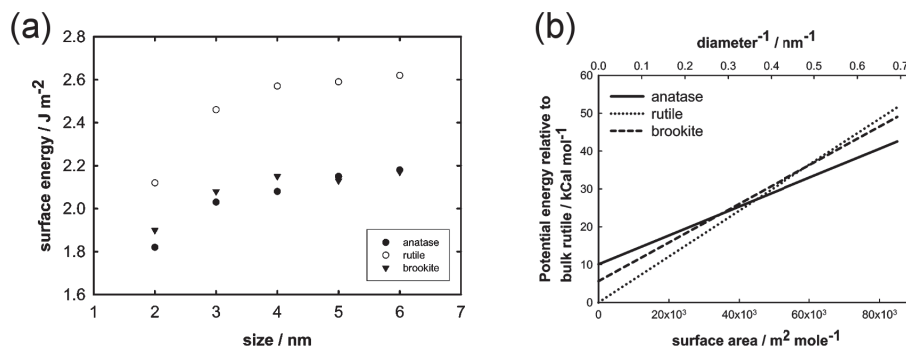 (a)
2.8
2.6
2.4
2.2
2.0
1.8
1.6
surface energy / J m⁻²
anatase
rutile
brookite
1 2 3 4 5 6 7
size / nm
(b)
diameter⁻¹ / nm⁻¹
0.0 0.1 0.2 0.3 0.4 0.5 0.6 0.7
60
50
40
30
20
10
0
Potential energy relative to
bulk rutile / kCal mol⁻¹
anatase
rutile
brookite
0 20x10³ 40x10³ 60x10³ 80x10³
surface area / m² mole⁻¹